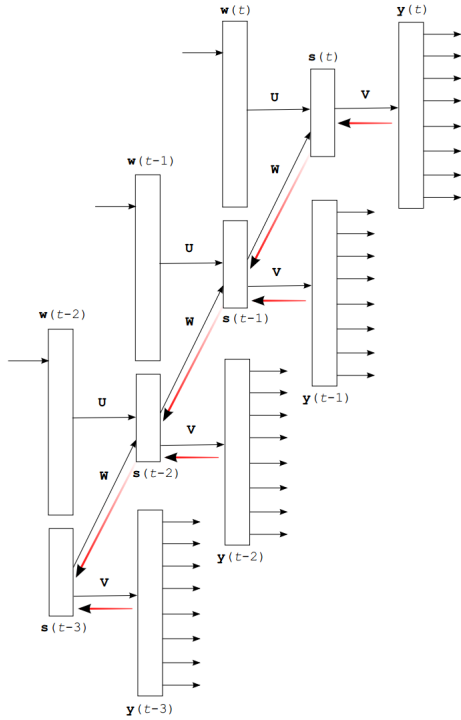 w(t)
y(t)
s(t)
U
V
w(t-1)
W
U
V
s(t-1)
w(t-2)
W
y(t-1)
U
V
s(t-2)
W
y(t-2)
V
s(t-3)
y(t-3)